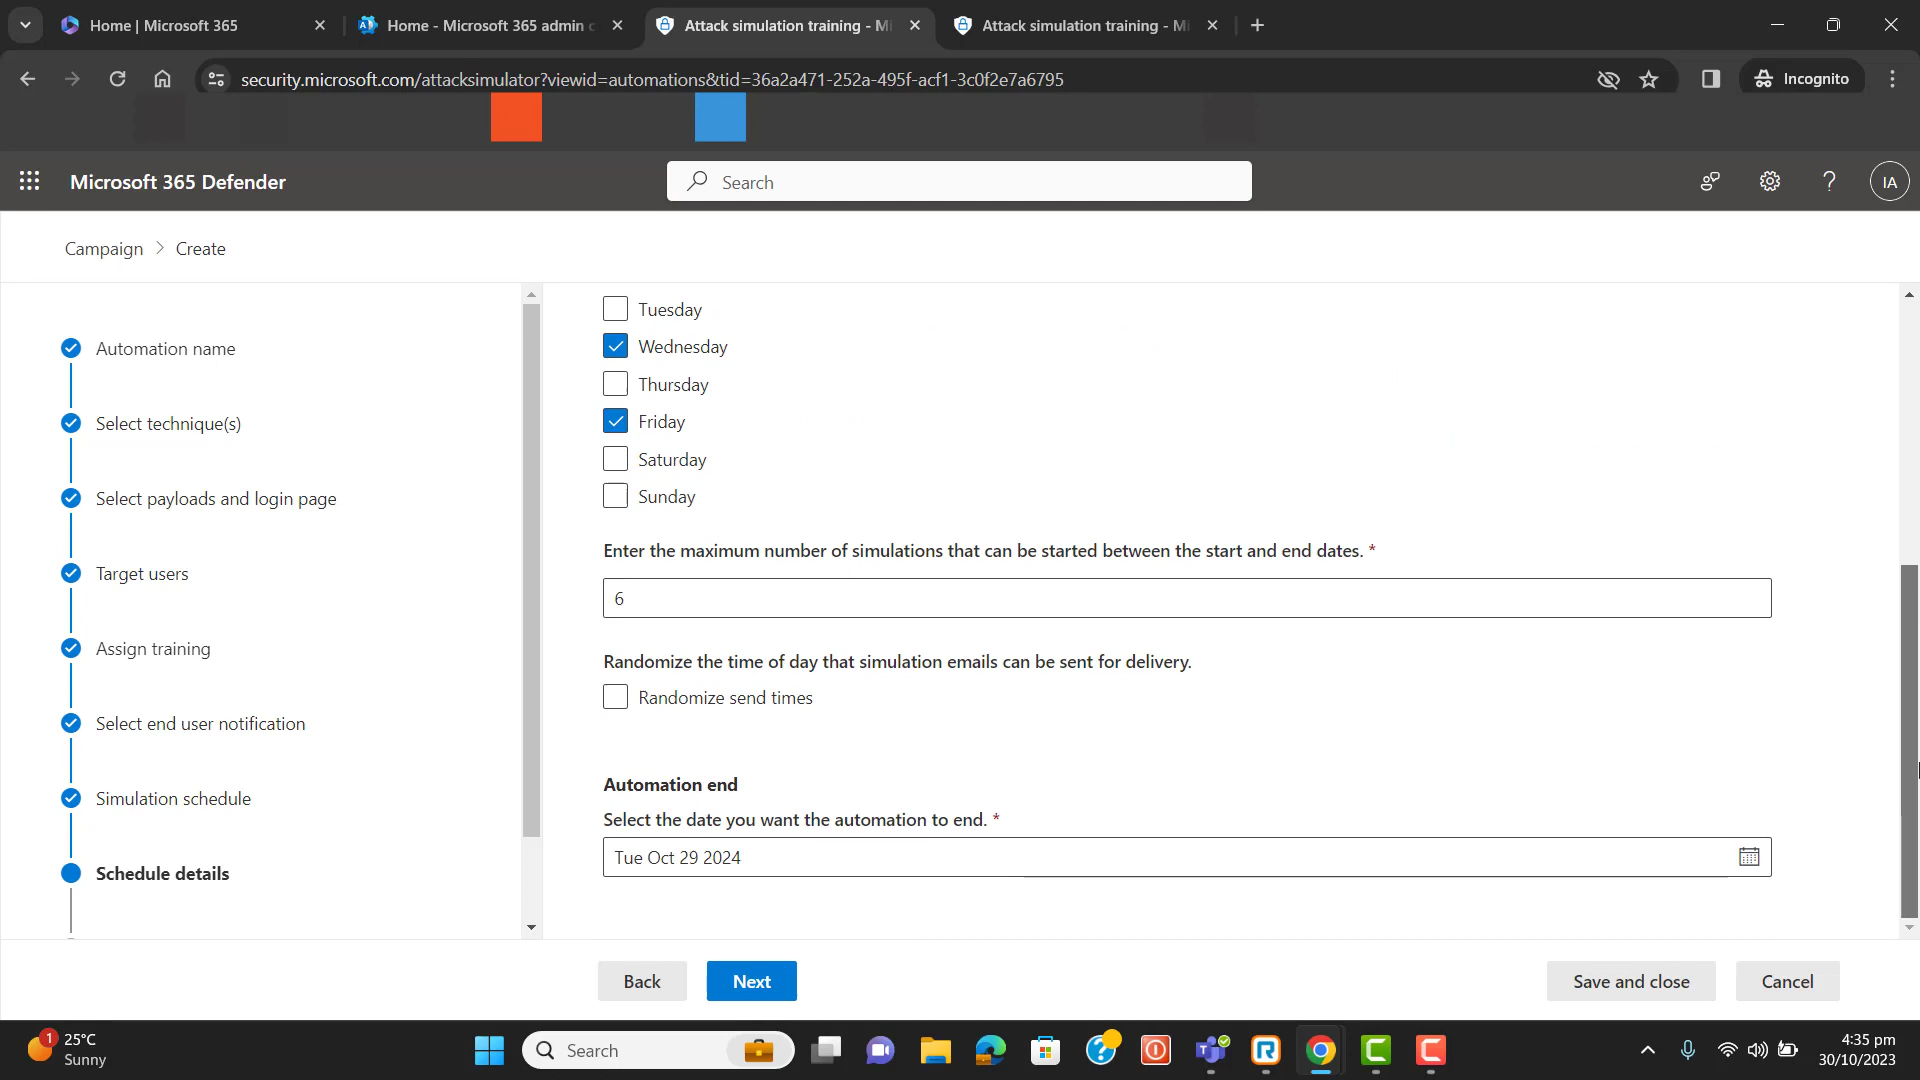 Home | Microsoft 365
Home - Microsoft 365 admin c
Attack simulation training - Mi
Attack simulation training - Mi
security.microsoft.com/attacksimulator?viewid=automations&tid=36a2a471-252a-495f-acf1-3c0f2e7a6795
Incognito
Microsoft 365 Defender
Search
IA
Campaign > Create
Automation name
Select technique(s)
Select payloads and login page
Target users
Assign training
Select end user notification
Simulation schedule
Schedule details
Tuesday
Wednesday
Thursday
Friday
Saturday
Sunday
Enter the maximum number of simulations that can be started between the start and end dates. *
6
Randomize the time of day that simulation emails can be sent for delivery.
Randomize send times
Automation end
Select the date you want the automation to end. *
Tue Oct 29 2024
Back
Next
Save and close
Cancel
1
25°C
Sunny
Search
4:35 pm
30/10/2023